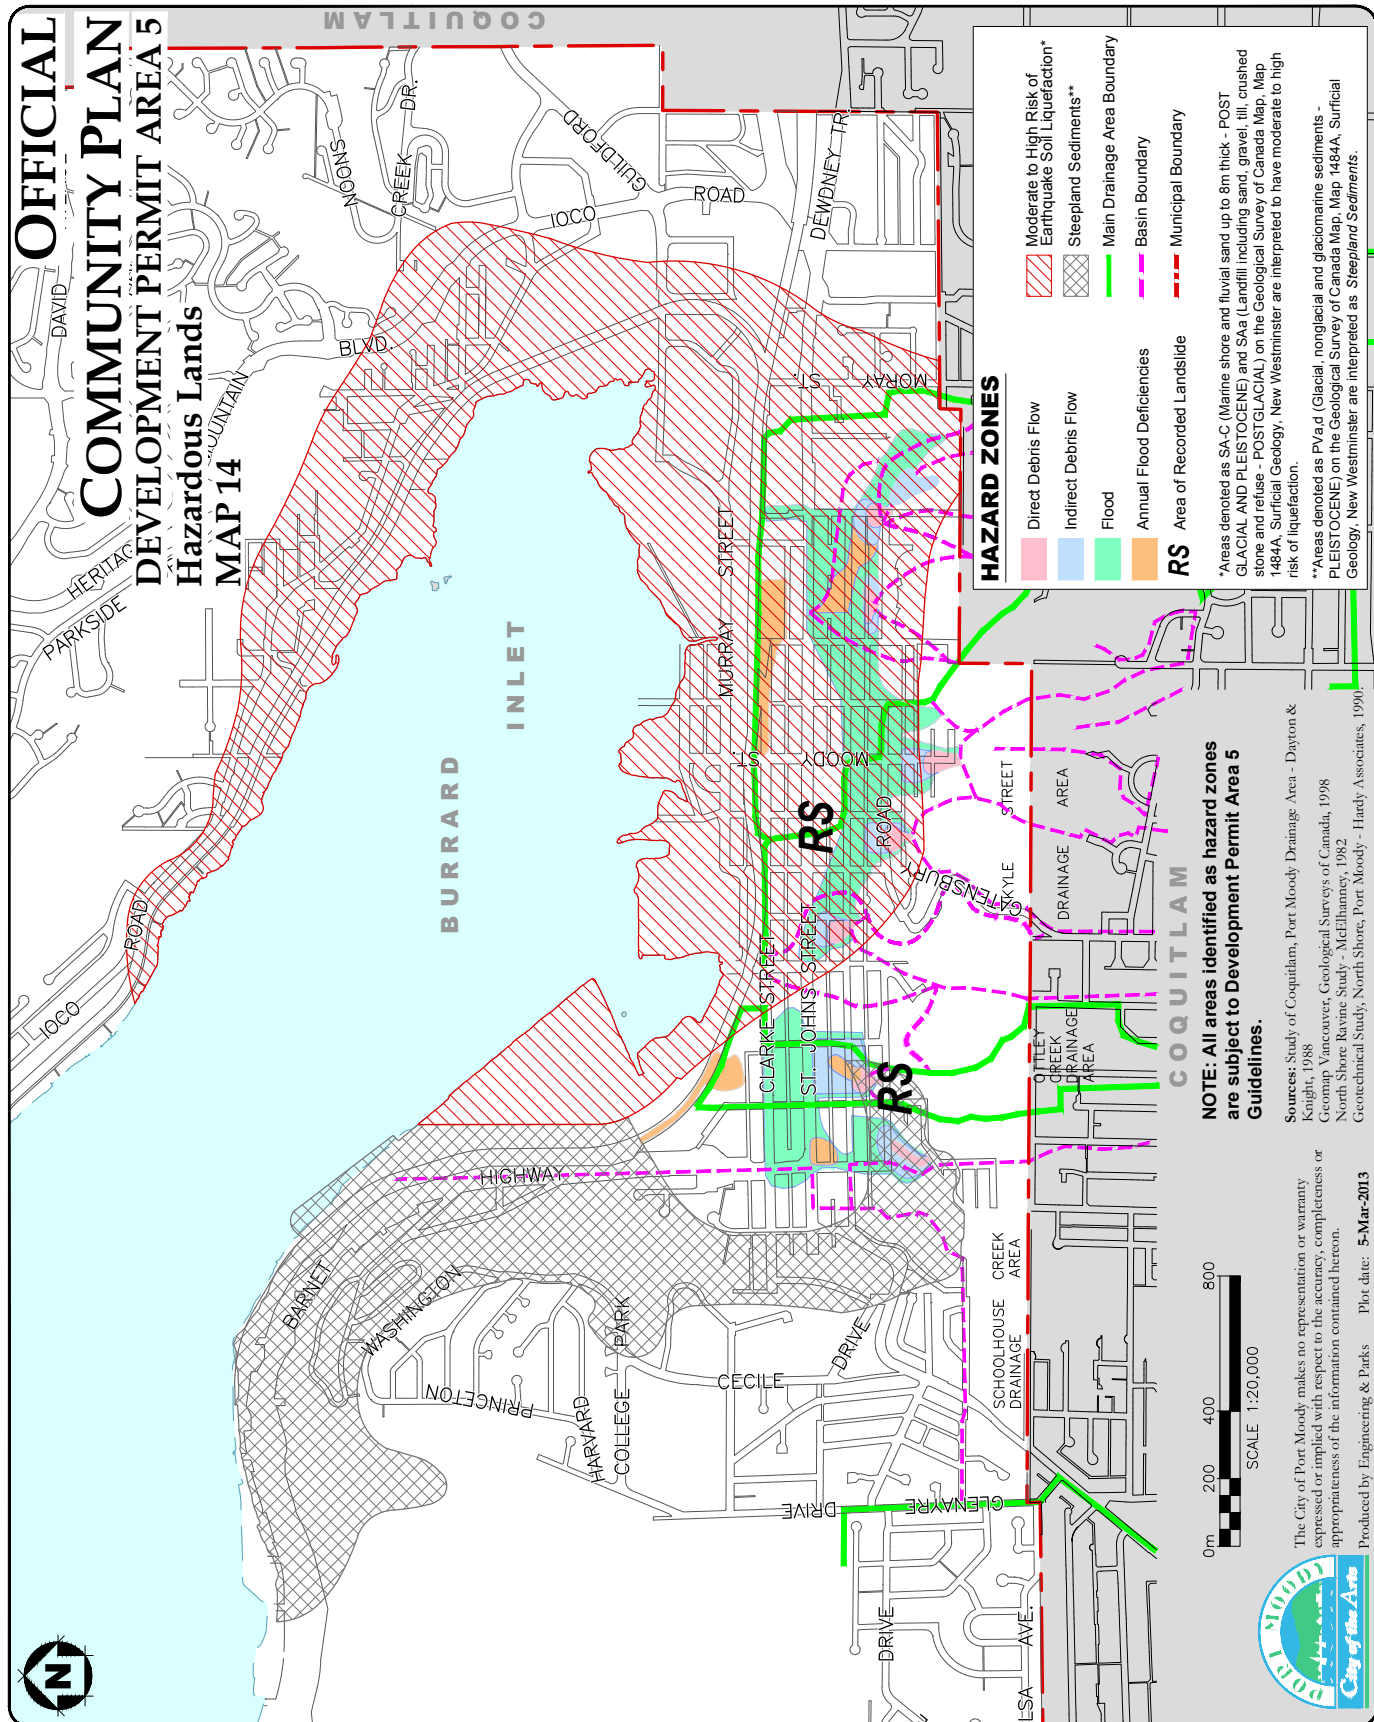 OFFICIAL
COMMUNITY PLAN
DEVELOPMENT PERMIT AREA 5
Hazardous Lands
MAP 14
COQUITLAM
DAVID
NOONS
CREEK DR.
GUILDFORD
IOCO
ROAD
DEWDNEY TR.
BLVD.
MOUNTAIN
HERITAGE
PARKSIDE
MORAY
ST.
MURRAY STREET
BURRARD
INLET
MOODY
ST.
ROAD
IOCO
RS
ROAD
GATENSBURY
KYLE STREET
DRAINAGE AREA
CLARKE STREET
ST. JOHNS STREET
RS
OTTLEY
CREEK
DRAINAGE
AREA
COQUITLAM
HIGHWAY
BARNET
WASHINGTON
PARK
PRINCETON
HARVARD
COLLEGE
CECILE
DRIVE
SCHOOLHOUSE CREEK
DRAINAGE AREA
GLENAYRE
DRIVE
DRIVE
AVE.
N
HAZARD ZONES
Direct Debris Flow
Indirect Debris Flow
Flood
Annual Flood Deficiencies
RS Area of Recorded Landslide
Moderate to High Risk of
Earthquake Soil Liquefaction*
Steepland Sediments**
Main Drainage Area Boundary
Basin Boundary
Municipal Boundary
*Areas denoted as SA-C (Marine shore and fluvial sand up to 8m thick - POST
GLACIAL AND PLEISTOCENE) and SAa (Landfill including sand, gravel, till, crushed
stone and refuse - POSTGLACIAL) on the Geological Survey of Canada Map, Map
1484A, Surficial Geology, New Westminster are interpreted to have moderate to high
risk of liquefaction.
**Areas denoted as PVa,d (Glacial, nonglacial and glaciomarine sediments -
PLEISTOCENE) on the Geological Survey of Canada Map, Map 1484A, Surficial
Geology, New Westminster are interpreted as Steepland Sediments.
NOTE: All areas identified as hazard zones
are subject to Development Permit Area 5
Guidelines.
Sources: Study of Coquitlam, Port Moody Drainage Area - Dayton &
Knight, 1988
Geomap Vancouver, Geological Surveys of Canada, 1998
North Shore Ravine Study - McElhanney, 1982
Geotechnical Study, North Shore, Port Moody - Hardy Associates, 1990.
0m 200 400 800
SCALE 1:20,000
The City of Port Moody makes no representation or warranty
expressed or implied with respect to the accuracy, completeness or
appropriateness of the information contained hereon.
Produced by Engineering & Parks Plot date: 5-Mar-2013
PORT MOODY
City of the Arts